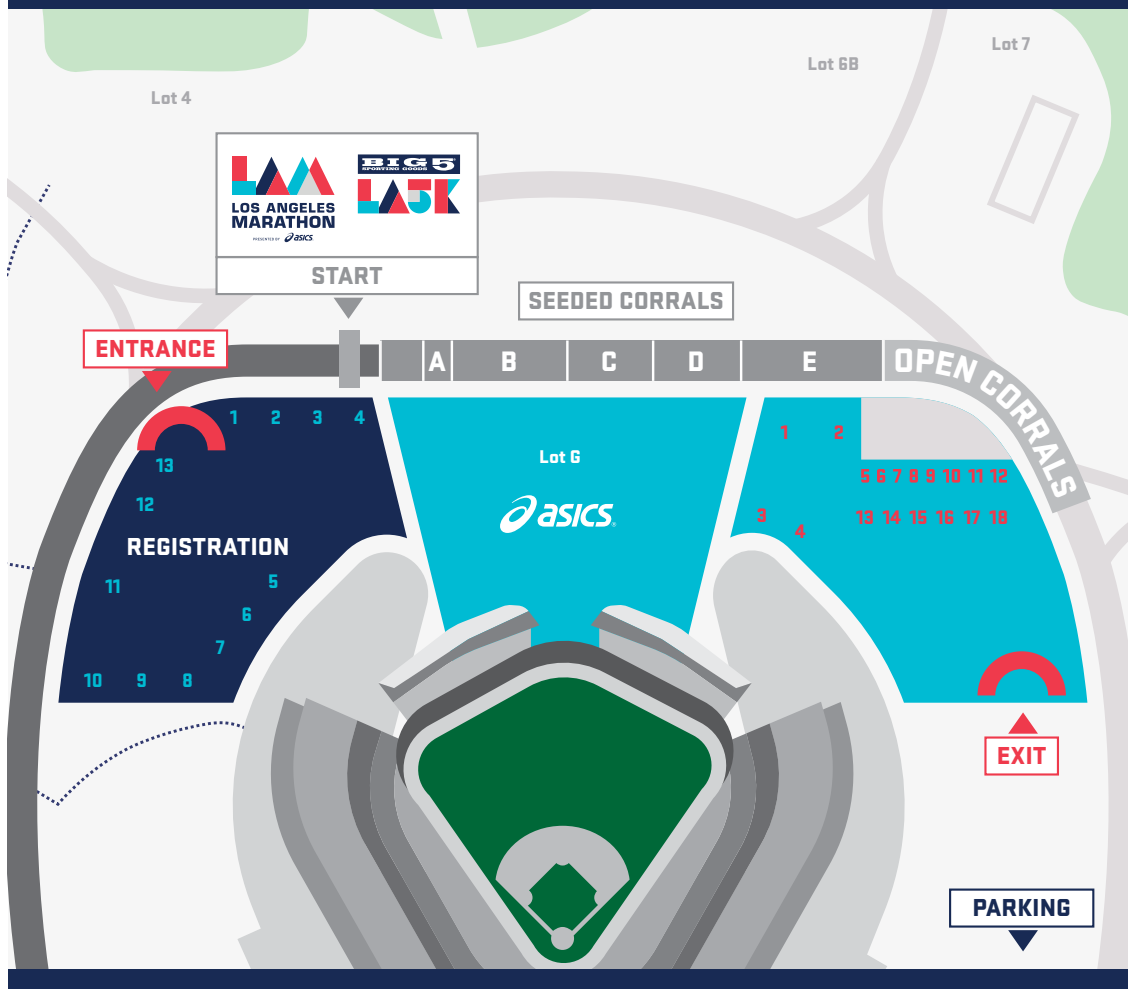 Lot 7
Lot 6B
Lot 4
LAM
LOS ANGELES
MARATHON
PRESENTED BY asics
BIG 5
SPORTING GOODS
LA5K
START
SEEDED CORRALS
ENTRANCE
A B C D E
OPEN CORRALS
1 2 3 4
13
12
REGISTRATION
11
5
6
7
10 9 8
Lot G
asics
1 2
5 6 7 8 9 10 11 12
3
4
13 14 15 16 17 18
EXIT
PARKING